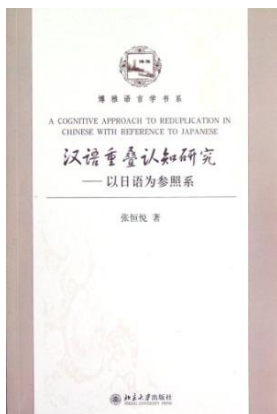 博雅语言学书系
A COGNITIVE APPROACH TO REDUPLICATION IN
CHINESE WITH REFERENCE TO JAPANESE
汉语重叠认知研究
——以日语为参照系
张恒悦 著
北京大学出版社